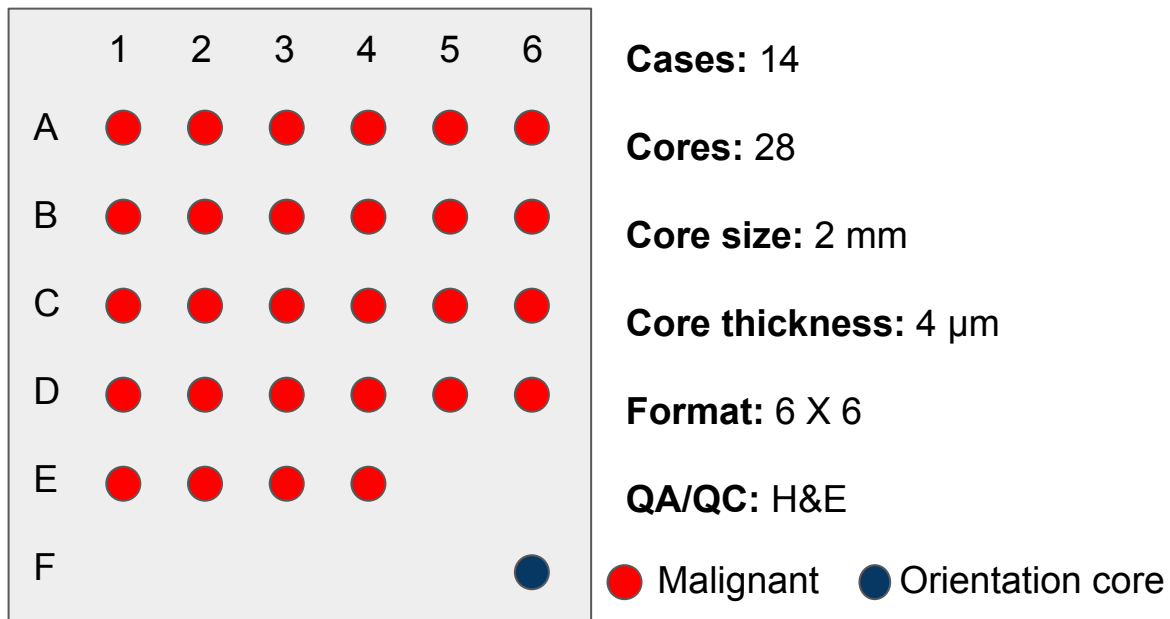 1 2 3 4 5 6
A
B
C
D
E
F
Cases: 14
Cores: 28
Core size: 2 mm
Core thickness: 4 μm
Format: 6 X 6
QA/QC: H&E
Malignant Orientation core